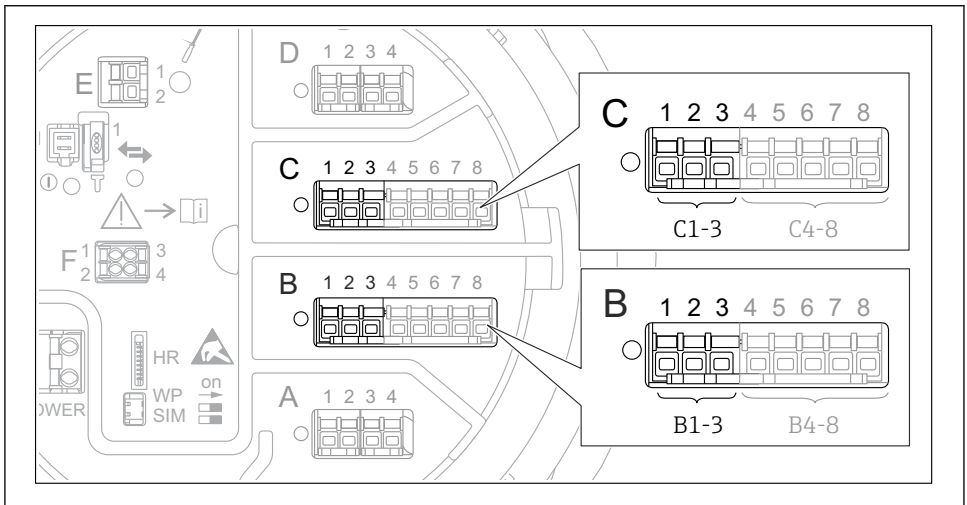 D 1 2 3 4
E 1
2
1
C 1 2 3 4 5 6 7 8
i
F 1 3
2 4
B 1 2 3 4 5 6 7 8
HR
WP on
SIM
OWER
A 1 2 3 4
C 1 2 3 4 5 6 7 8
C1-3 C4-8
B 1 2 3 4 5 6 7 8
B1-3 B4-8